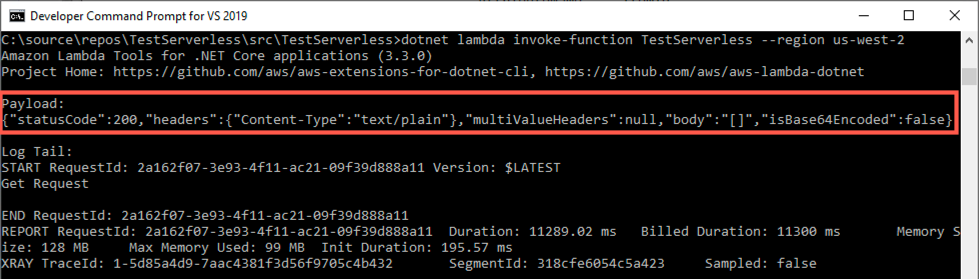 Developer Command Prompt for VS 2019
C:\source\repos\TestServerless\src\TestServerless>dotnet lambda invoke-function TestServerless --region us-west-2
Amazon Lambda Tools for .NET Core applications (3.3.0)
Project Home: https://github.com/aws/aws-extensions-for-dotnet-cli, https://github.com/aws/aws-lambda-dotnet
Payload:
{"statusCode":200,"headers":{"Content-Type":"text/plain"},"multiValueHeaders":null,"body":"[]","isBase64Encoded":false}
Log Tail:
START RequestId: 2a162f07-3e93-4f11-ac21-09f39d888a11 Version: $LATEST
Get Request
END RequestId: 2a162f07-3e93-4f11-ac21-09f39d888a11
REPORT RequestId: 2a162f07-3e93-4f11-ac21-09f39d888a11  Duration: 11289.02 ms   Billed Duration: 11300 ms       Memory S
ize: 128 MB     Max Memory Used: 99 MB  Init Duration: 195.57 ms
XRAY TraceId: 1-5d85a4d9-7aac4381f3d56f9705c4b432       SegmentId: 318cfe6054c5a423     Sampled: false